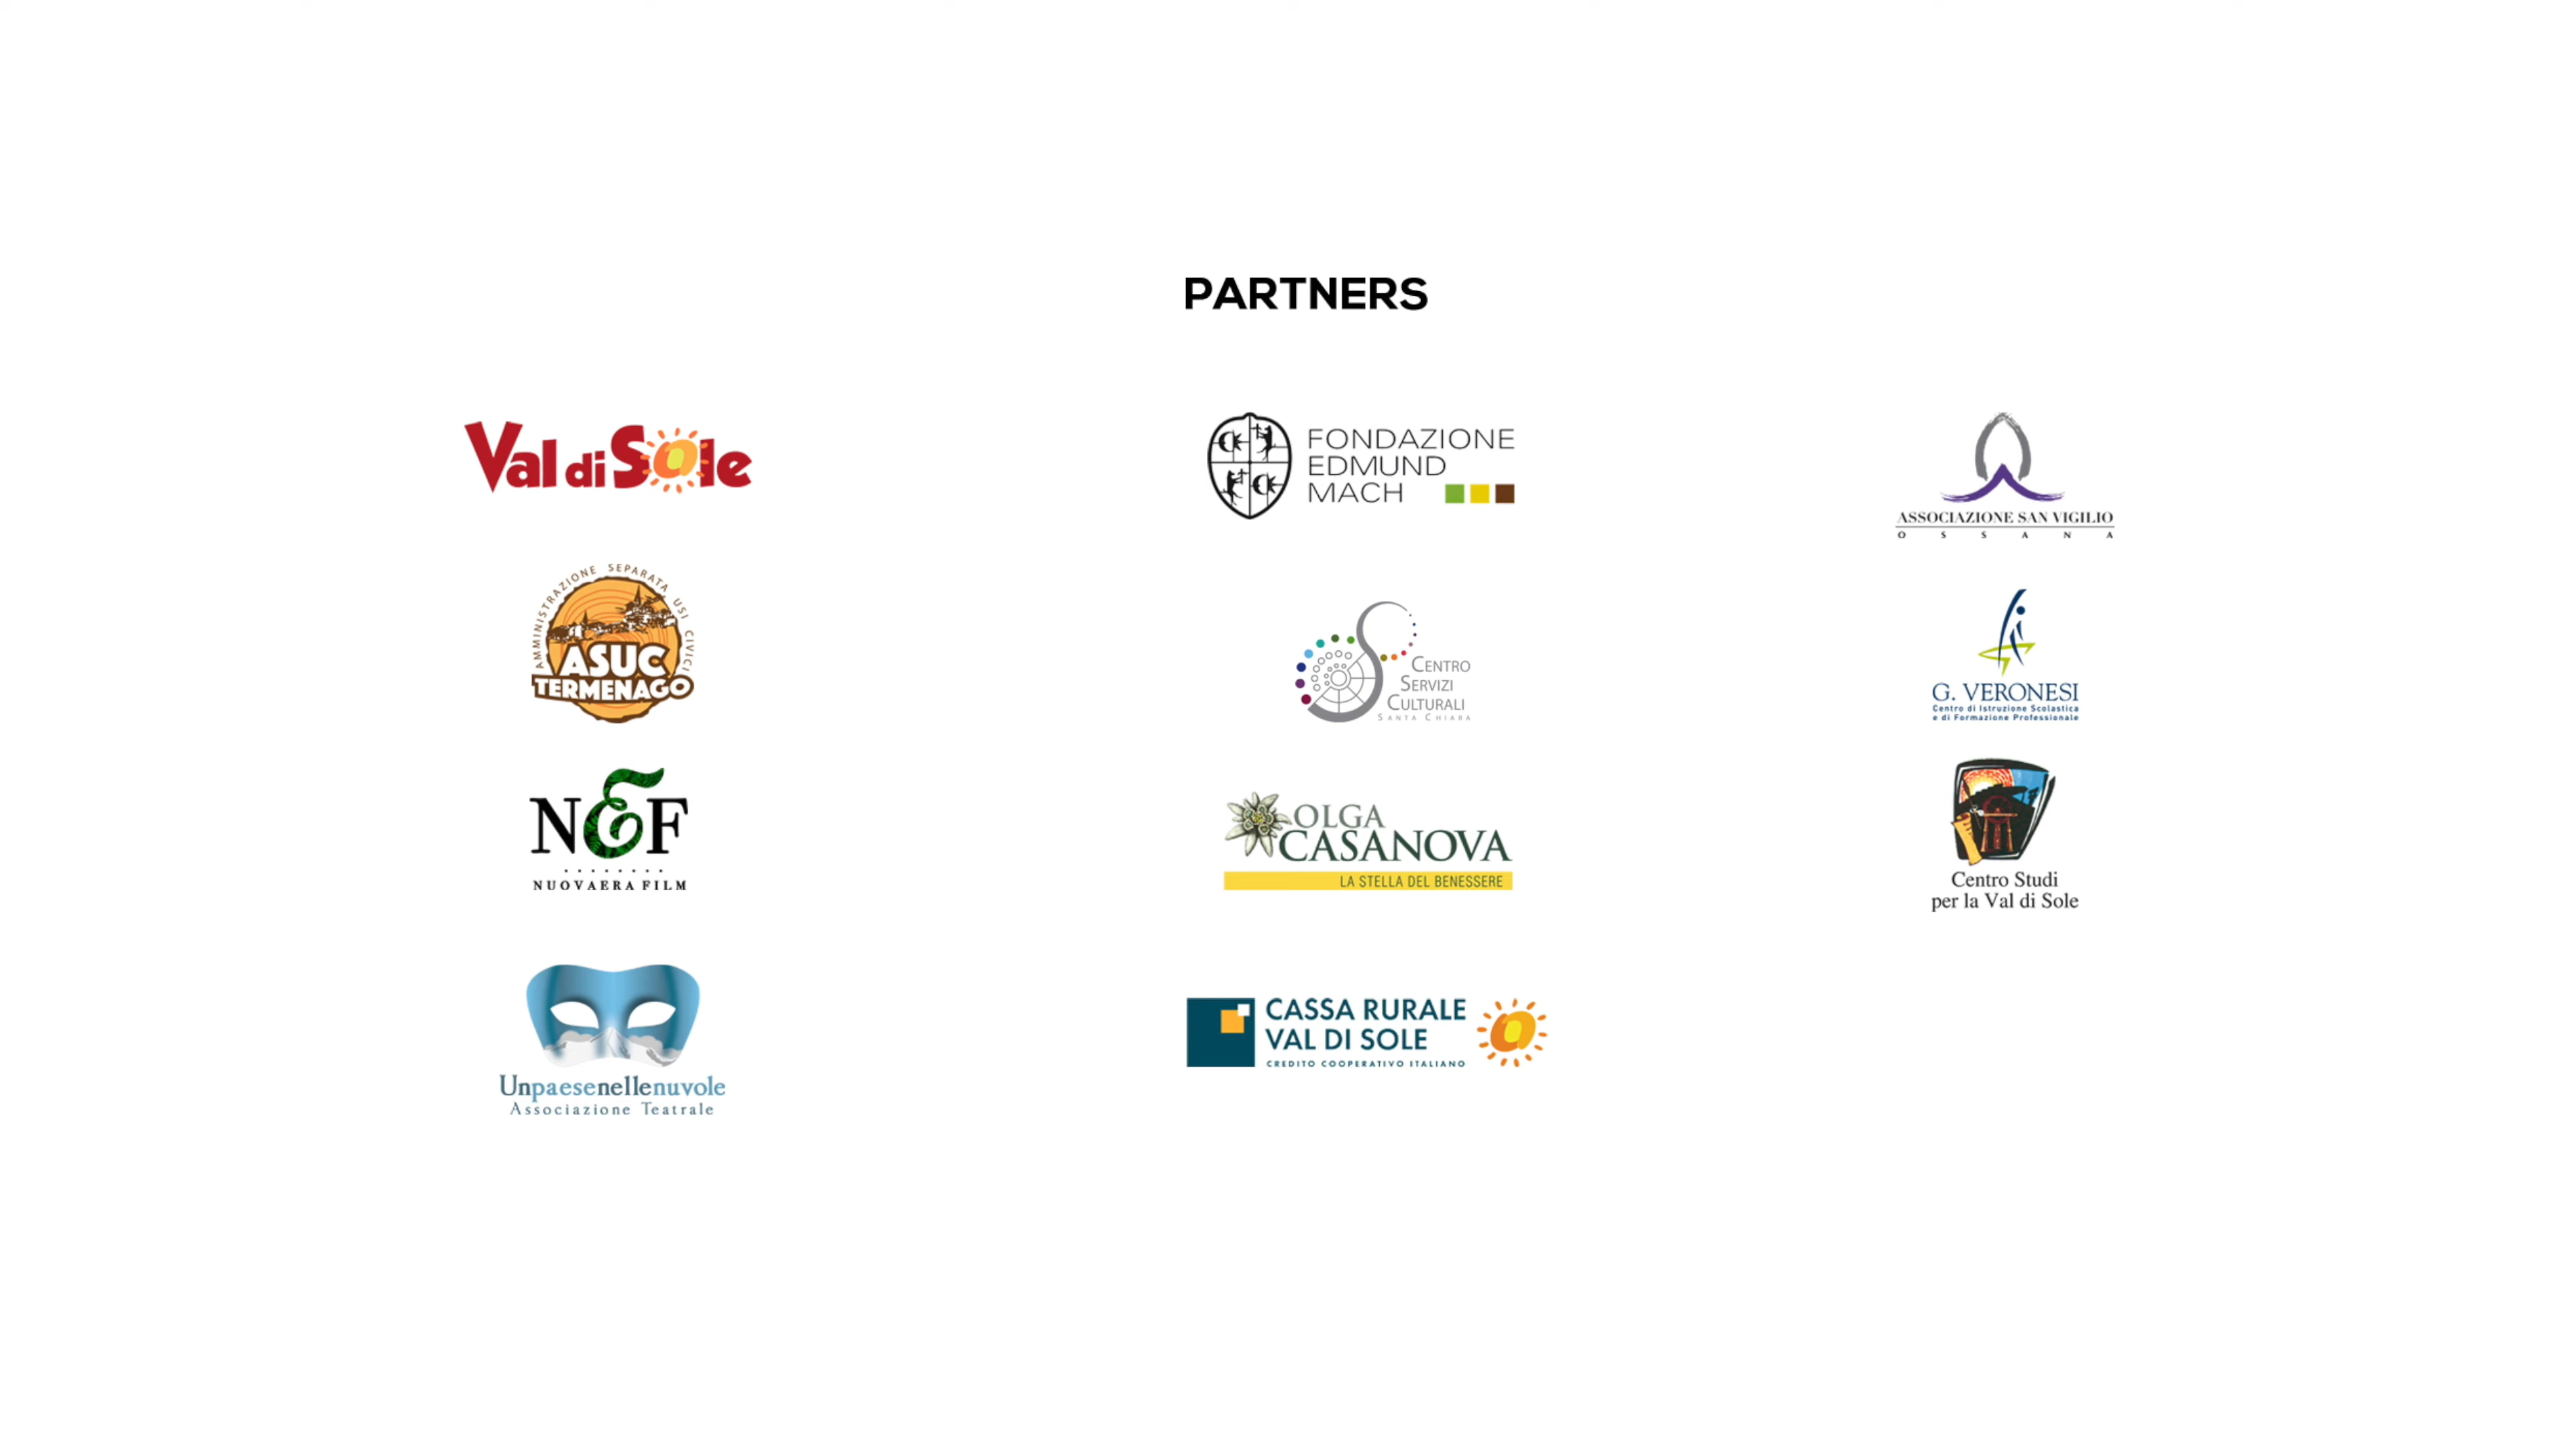 PARTNERS
Val di Sole
FONDAZIONE
EDMUND
MACH
ASSOCIAZIONE SAN VIGILIO
OSSANA
AMMINISTRAZIONE SEPARATA USI CIVICI
ASUC
TERMENAGO
CENTRO
SERVIZI
CULTURALI
SANTA CHIARA
G. VERONESI
Centro di Istruzione Scolastica
e di Formazione Professionale
NEF
NUOVAERA FILM
OLGA
CASANOVA
LA STELLA DEL BENESSERE
Centro Studi
per la Val di Sole
Unpaesenellenuvole
Associazione Teatrale
CASSA RURALE
VAL DI SOLE
CREDITO COOPERATIVO ITALIANO